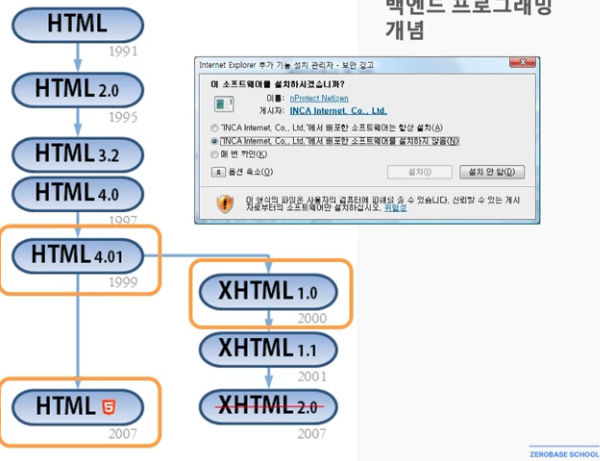 백엔드 프로그래밍
개념
HTML
1991
HTML 2.0
1995
HTML 3.2
HTML 4.0
1997
HTML 4.01
1999
HTML 5
2007
XHTML 1.0
2000
XHTML 1.1
2001
XHTML 2.0
2007
Internet Explorer 추가 기능 설치 관리자 - 보안 경고
이 소프트웨어를 설치하시겠습니까?
이름: nProtect Netizen
게시자: INCA Internet, Co., Ltd.
'INCA Internet, Co., Ltd.'에서 배포한 소프트웨어는 항상 설치(A)
'INCA Internet, Co., Ltd.'에서 배포한 소프트웨어를 설치하지 않음(N)
매 번 확인(K)
옵션 축소(O)
설치(I)
설치 안 함(D)
이 형식의 파일은 사용자의 컴퓨터에 피해를 줄 수 있습니다. 신뢰할 수 있는 게시
자로부터의 소프트웨어만 설치하십시오. 위험성
ZEROBASE SCHOOL